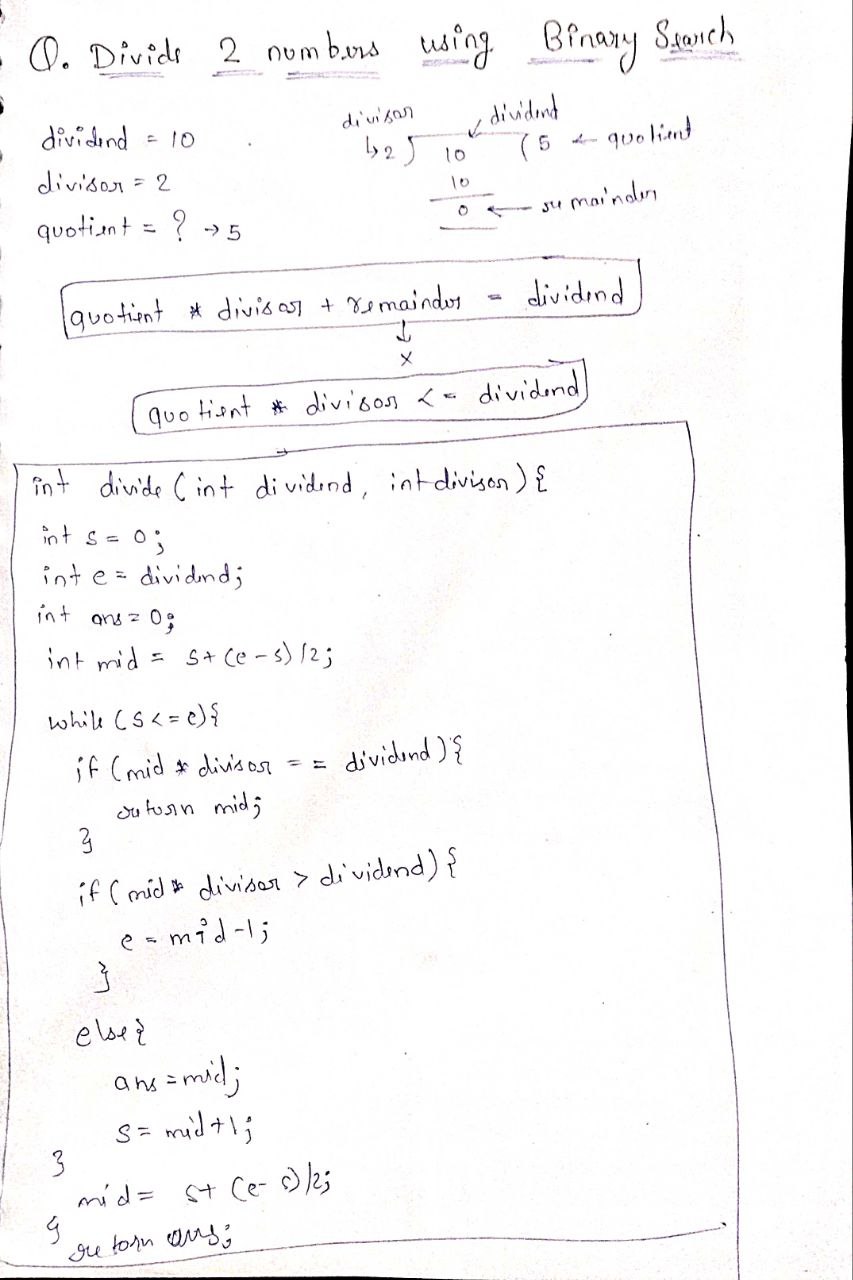 Q. Divide 2 numbers using Binary Search
dividend = 10
divisor = 2
quotient = ? → 5
divisor dividend
↳ 2 ) 10 ( 5 ← quotient
10
0 ← remainder
quotient * divisor + remainder = dividend
↓
x
quotient * divisor <= dividend
int divide (int dividend, int divisor) {
int s = 0;
int e = dividend;
int ans = 0;
int mid = s+(e-s)/2;
while (s<=e){
if (mid * divisor == dividend){
return mid;
}
if (mid * divisor > dividend) {
e = mid-1;
}
else{
ans = mid;
s = mid+1;
}
mid = s+ (e-s)/2;
}
return ans;